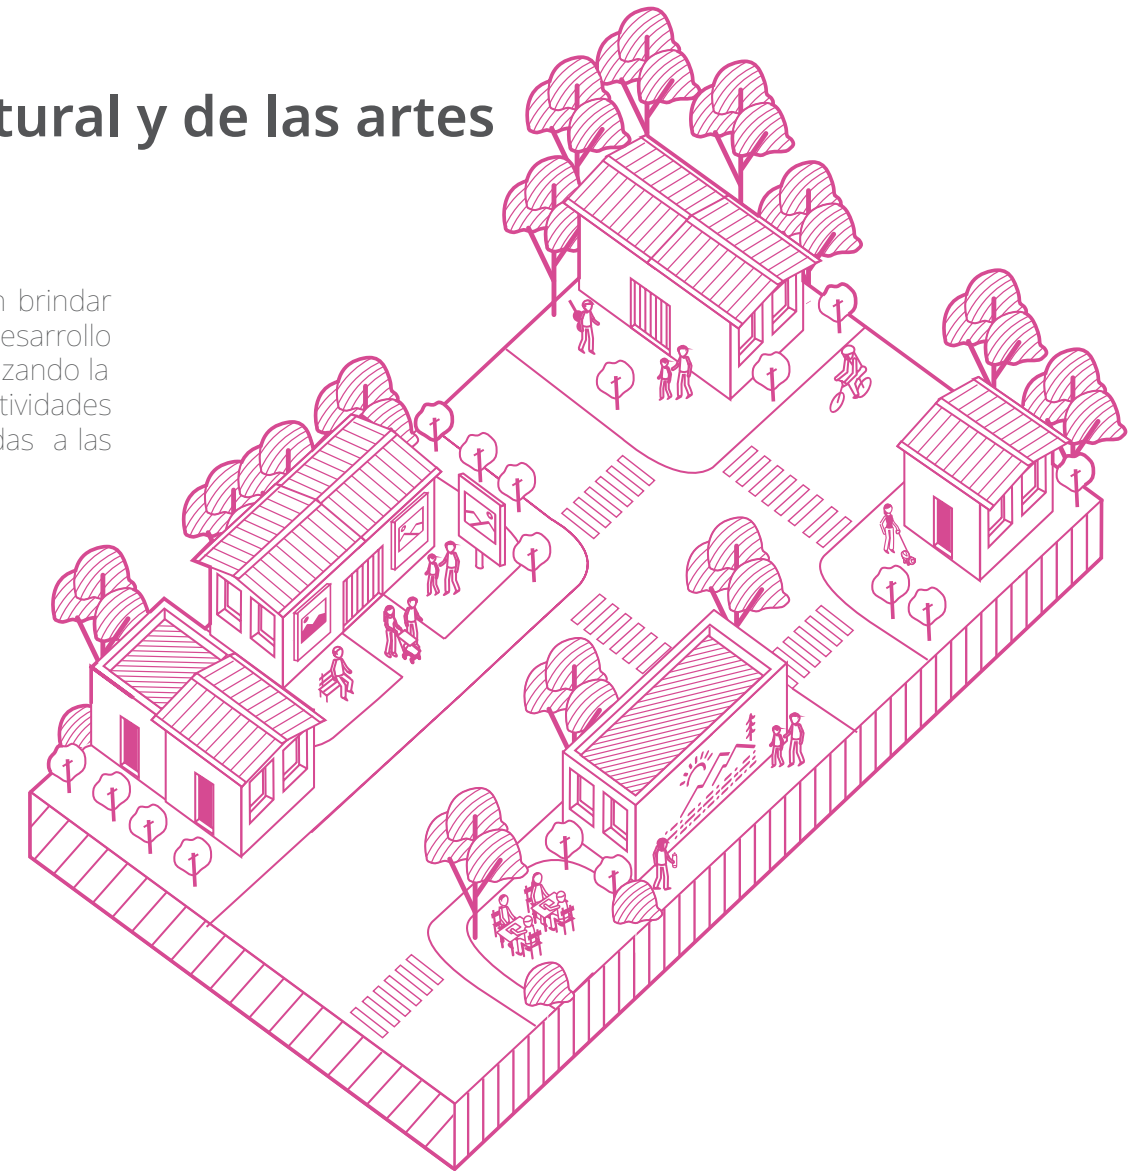 tural y de las artes
n brindar
esarrollo
zando la
tividades
das a las